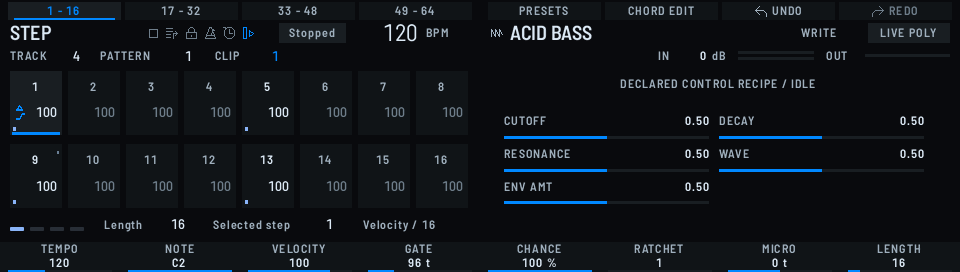 1 - 16 17 - 32 33 - 48 49 - 64 PRESETS CHORD EDIT UNDO REDO
STEP Stopped 120 BPM ACID BASS WRITE LIVE POLY
TRACK 4 PATTERN 1 CLIP 1 IN 0 dB OUT
DECLARED CONTROL RECIPE / IDLE
1 2 3 4 5 6 7 8
100 100 100 100 100 100 100 100
CUTOFF 0.50 DECAY 0.50
RESONANCE 0.50 WAVE 0.50
9 10 11 12 13 14 15 16
100 100 100 100 100 100 100 100
ENV AMT 0.50
Length 16 Selected step 1 Velocity / 16
TEMPO NOTE VELOCITY GATE CHANCE RATCHET MICRO LENGTH
120 C2 100 96 t 100 % 1 0 t 16